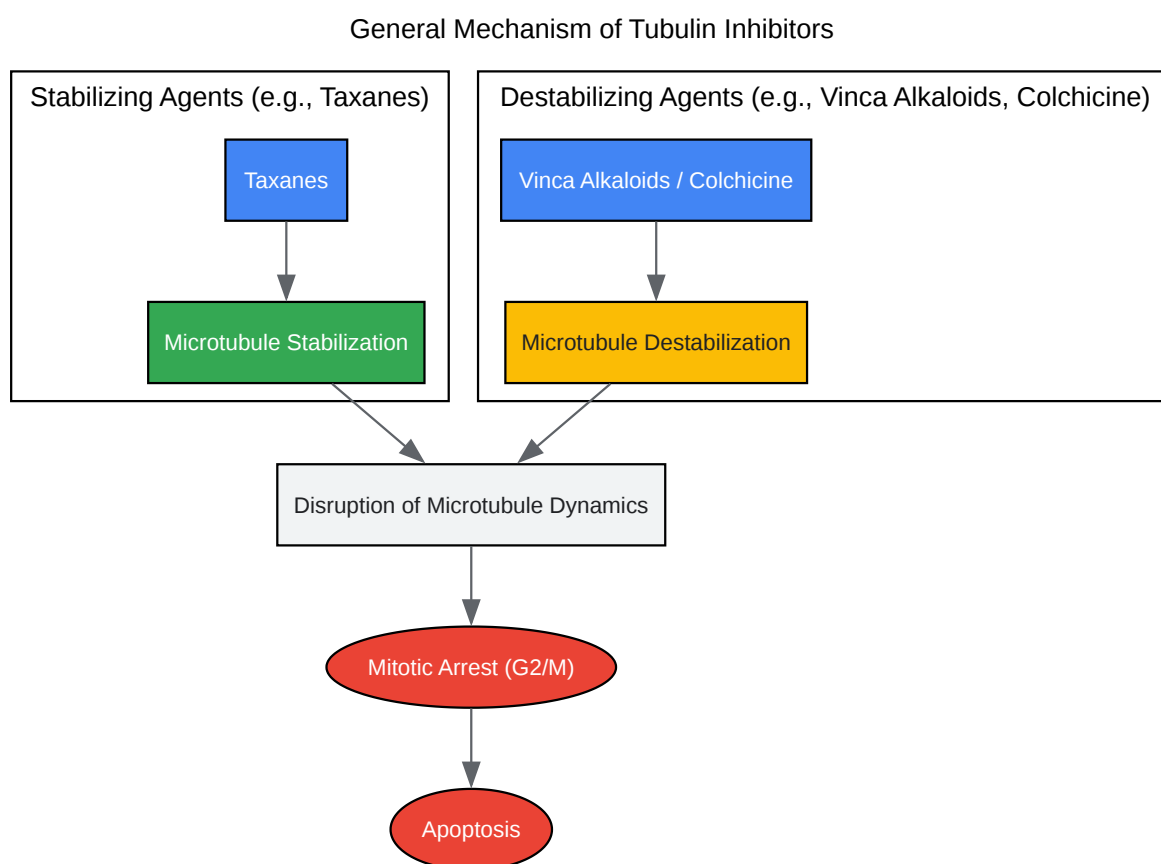 General Mechanism of Tubulin Inhibitors
Stabilizing Agents (e.g., Taxanes)
Destabilizing Agents (e.g., Vinca Alkaloids, Colchicine)
Taxanes
Vinca Alkaloids / Colchicine
Microtubule Stabilization
Microtubule Destabilization
Disruption of Microtubule Dynamics
Mitotic Arrest (G2/M)
Apoptosis